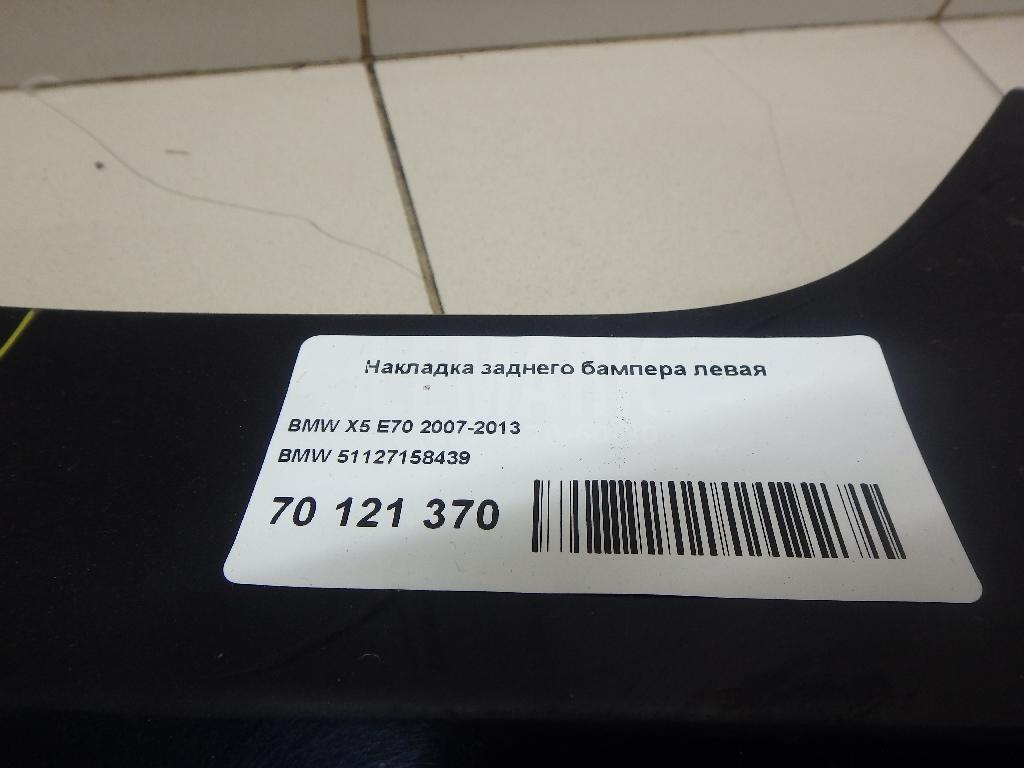 Накладка заднего бампера левая
BMW X5 E70 2007-2013
BMW 51127158439
70 121 370